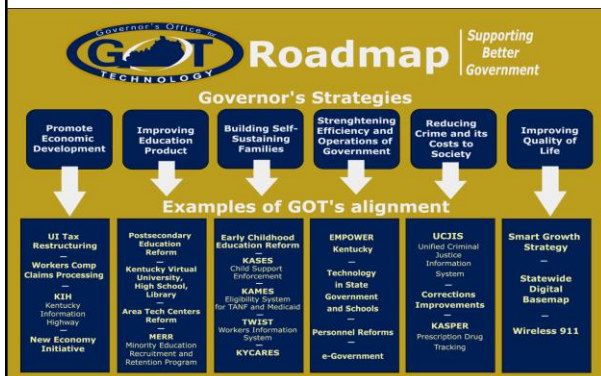 Governor's Office for
GOT
TECHNOLOGY
Roadmap
Supporting
Better
Government
Governor's Strategies
Promote
Economic
Development
Improving
Education
Product
Building Self-
Sustaining
Families
Strenghtening
Efficiency and
Operations of
Government
Reducing
Crime and its
Costs to
Society
Improving
Quality of
Life
Examples of GOT's alignment
UI Tax
Restructuring
—
Workers Comp
Claims Processing
—
KIH
Kentucky
Information
Highway
—
New Economy
Initiative
Postsecondary
Education
Reform
—
Kentucky Virtual
University,
High School,
Library
—
Area Tech Centers
Reform
—
MERR
Minority Education
Recruitment and
Retention Program
Early Childhood
Education Reform
—
KASES
Child Support
Enforcement
—
KAMES
Eligibility System
for TANF and Medicaid
—
TWIST
Workers Information
System
—
KYCARES
EMPOWER
Kentucky
—
Technology
in State
Government
and Schools
—
Personnel Reforms
—
e-Government
UCJIS
Unified Criminal
Justice
Information
System
—
Corrections
Improvements
—
KASPER
Prescription Drug
Tracking
Smart Growth
Strategy
—
Statewide
Digital
Basemap
—
Wireless 911